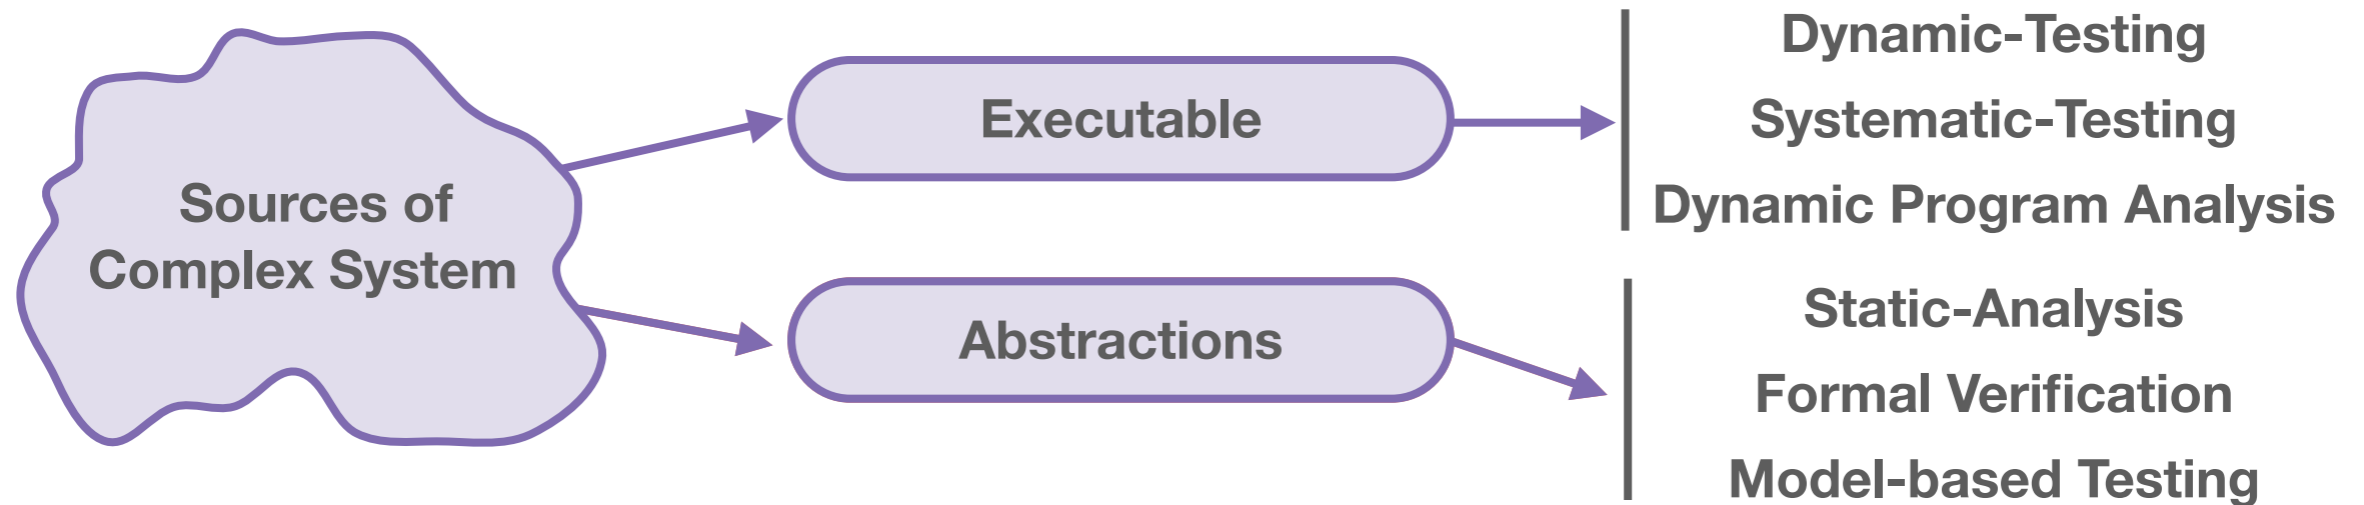 Sources of
Complex System
Executable
Abstractions
Dynamic-Testing
Systematic-Testing
Dynamic Program Analysis
Static-Analysis
Formal Verification
Model-based Testing